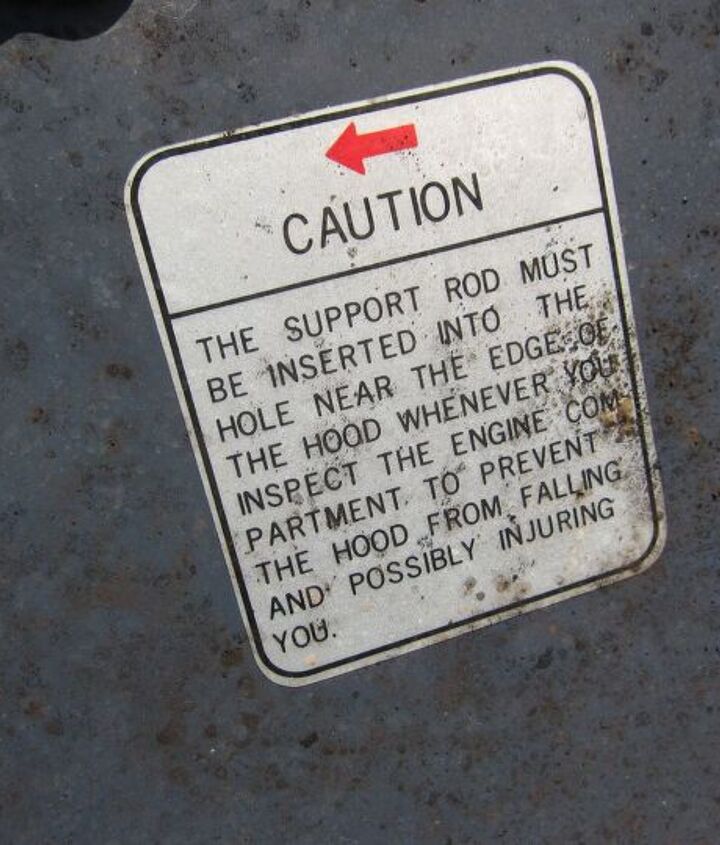 CAUTION
THE SUPPORT ROD MUST
BE INSERTED INTO THE
HOLE NEAR THE EDGE OF
THE HOOD WHENEVER YOU
INSPECT THE ENGINE COM-
PARTMENT TO PREVENT
THE HOOD FROM FALLING
AND POSSIBLY INJURING
YOU.